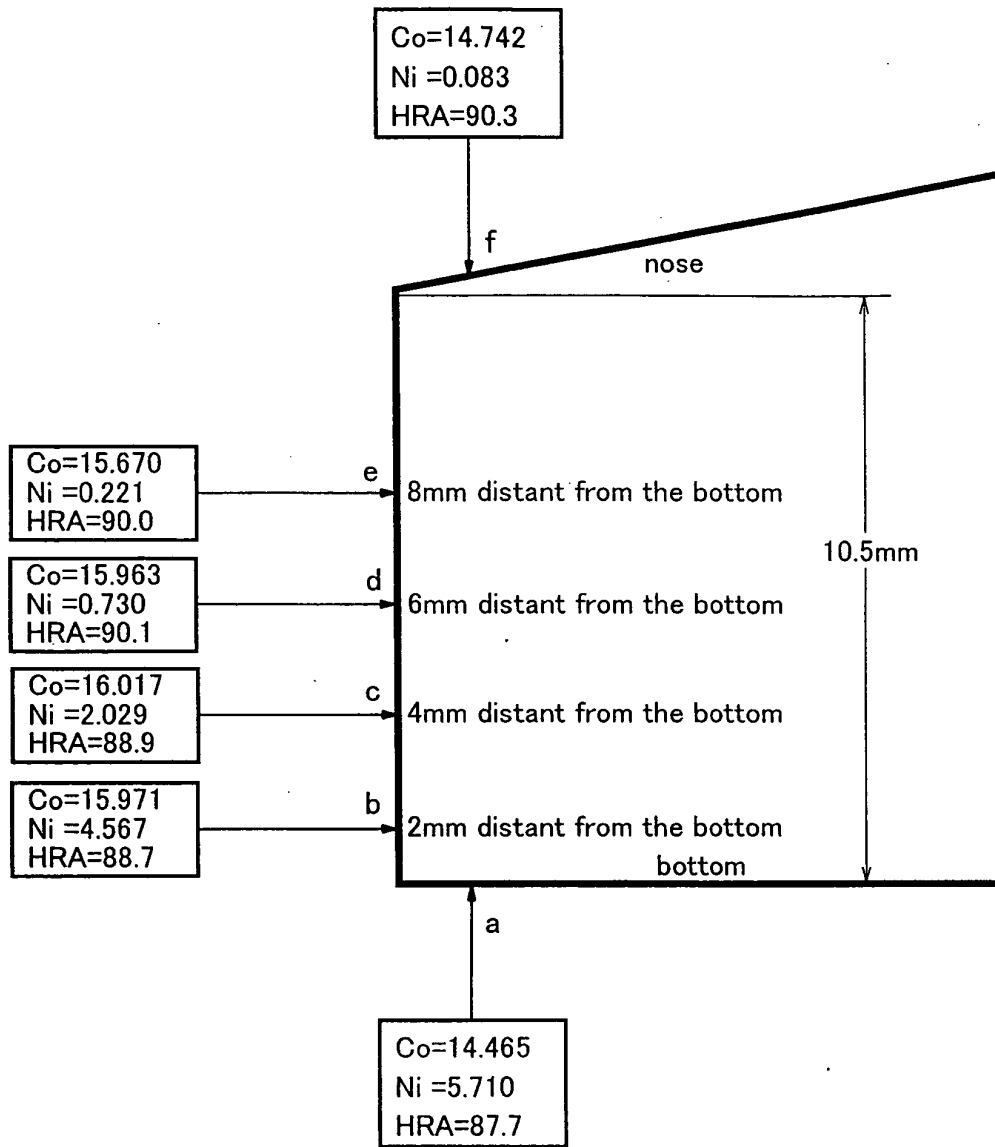 Co=14.742
Ni =0.083
HRA=90.3
f
nose
Co=15.670
Ni =0.221
HRA=90.0
e
8mm distant from the bottom
10.5mm
Co=15.963
Ni =0.730
HRA=90.1
d
6mm distant from the bottom
Co=16.017
Ni =2.029
HRA=88.9
c
4mm distant from the bottom
Co=15.971
Ni =4.567
HRA=88.7
b
2mm distant from the bottom
bottom
a
Co=14.465
Ni =5.710
HRA=87.7